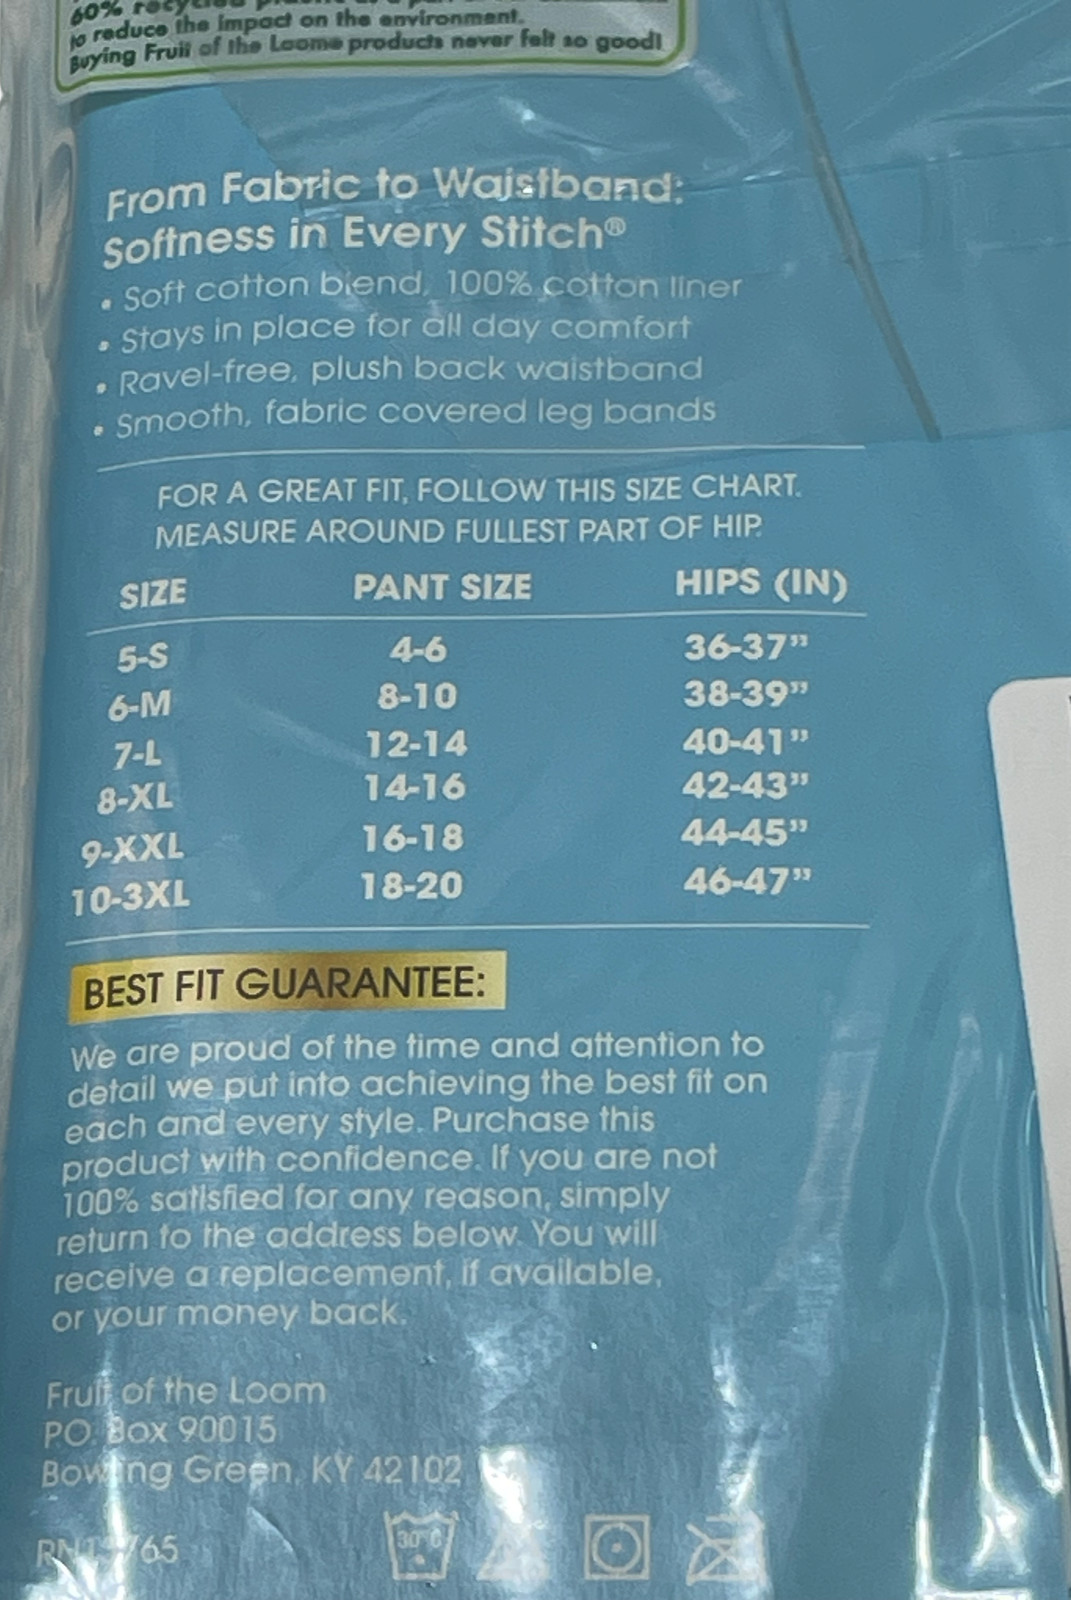 60% recycled
to reduce the impact on the environment.
Buying Fruit of the Loom products never felt so good!
From Fabric to Waistband:
Softness in Every Stitch®
• Soft cotton blend, 100% cotton liner
• Stays in place for all day comfort
• Ravel-free, plush back waistband
• Smooth, fabric covered leg bands
FOR A GREAT FIT, FOLLOW THIS SIZE CHART.
MEASURE AROUND FULLEST PART OF HIP.
SIZE PANT SIZE HIPS (IN)
5-S 4-6 36-37”
6-M 8-10 38-39”
7-L 12-14 40-41”
8-XL 14-16 42-43”
9-XXL 16-18 44-45”
10-3XL 18-20 46-47”
BEST FIT GUARANTEE:
We are proud of the time and attention to
detail we put into achieving the best fit on
each and every style. Purchase this
product with confidence. If you are not
100% satisfied for any reason, simply
return to the address below. You will
receive a replacement, if available,
or your money back.
Fruit of the Loom
P.O. Box 90015
Bowling Green, KY 42102
30°C